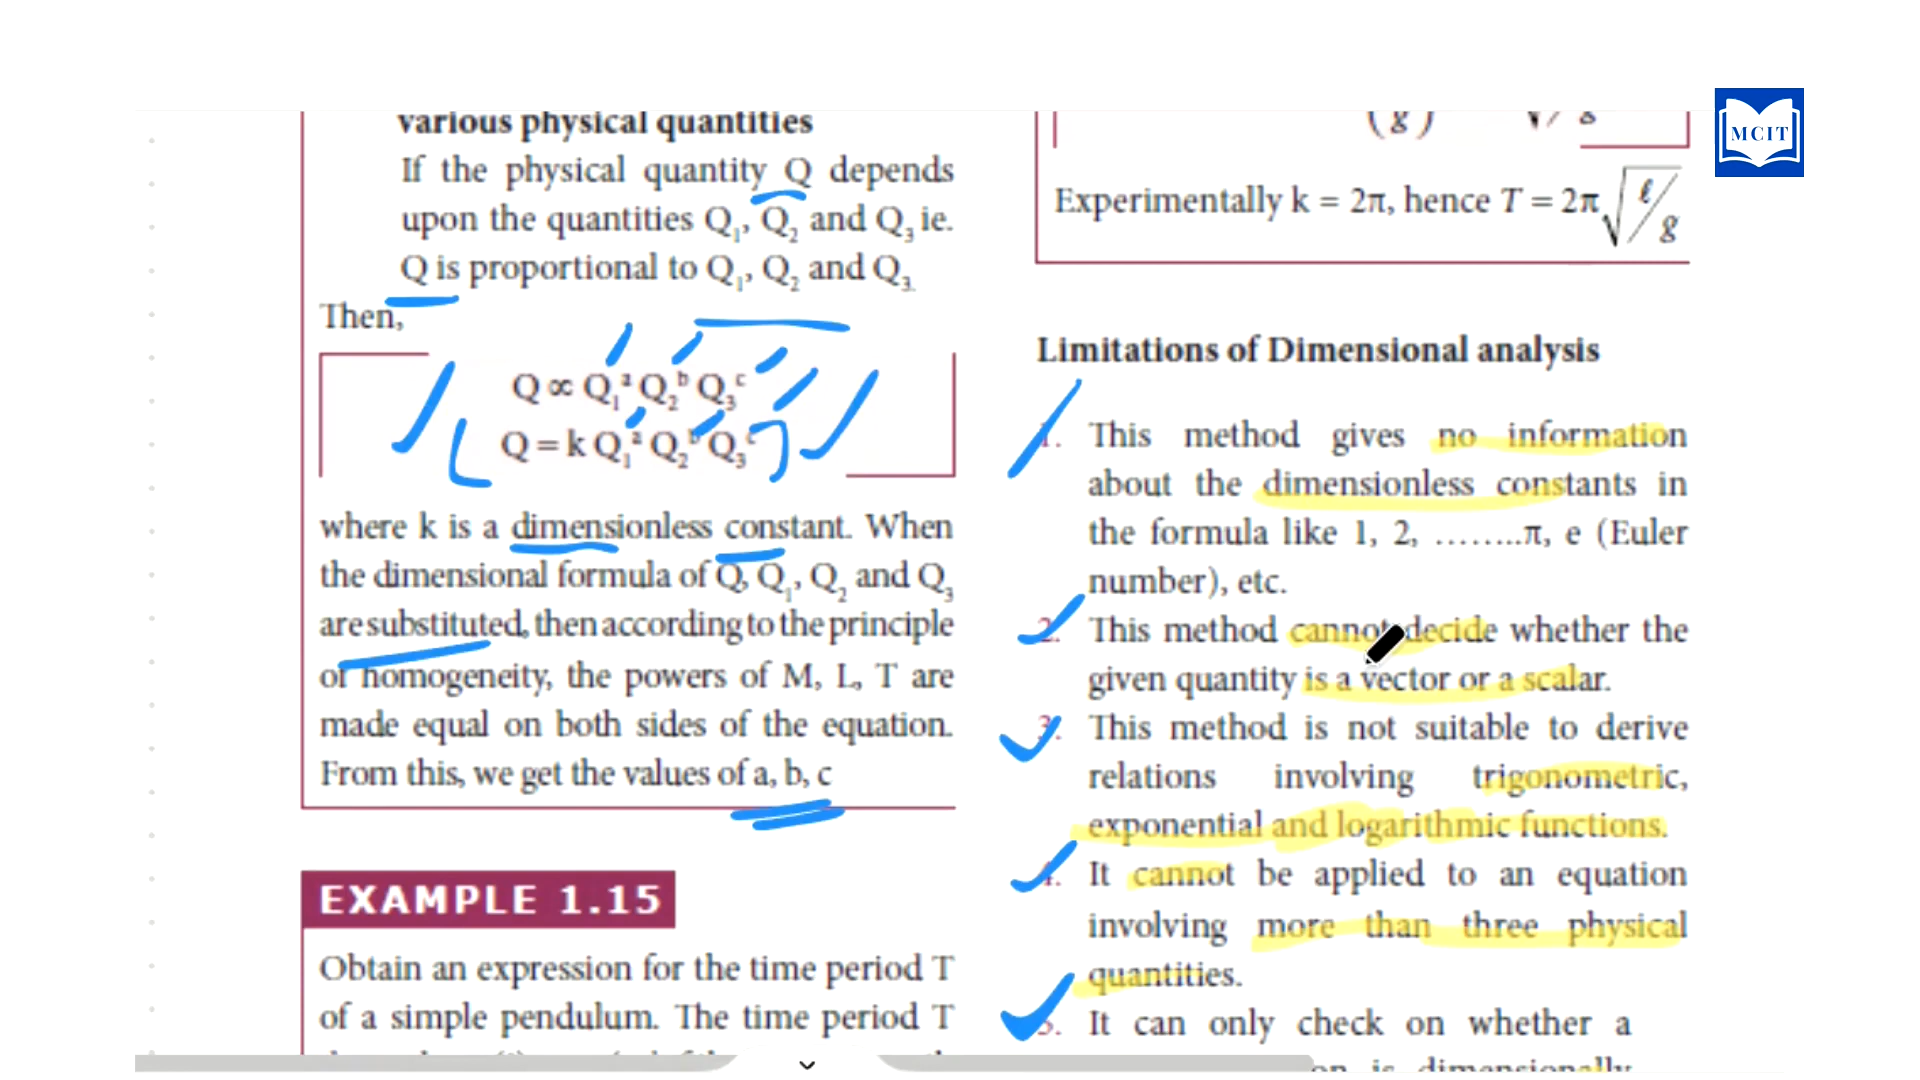 various physical quantities
If the physical quantity Q depends
upon the quantities Q₁, Q₂ and Q₃ ie.
Q is proportional to Q₁, Q₂ and Q₃
Then,
Q ∝ Q₁ᵃ Q₂ᵇ Q₃ᶜ
Q = k Q₁ᵃ Q₂ᵇ Q₃ᶜ
where k is a dimensionless constant. When
the dimensional formula of Q, Q₁, Q₂ and Q₃
are substituted, then according to the principle
of homogeneity, the powers of M, L, T are
made equal on both sides of the equation.
From this, we get the values of a, b, c
EXAMPLE 1.15
Obtain an expression for the time period T
of a simple pendulum. The time period T
MCIT
Experimentally k = 2π, hence T = 2π√ℓ/g
Limitations of Dimensional analysis
1. This method gives no information
about the dimensionless constants in
the formula like 1, 2, ........π, e (Euler
number), etc.
2. This method cannot decide whether the
given quantity is a vector or a scalar.
3. This method is not suitable to derive
relations involving trigonometric,
exponential and logarithmic functions.
4. It cannot be applied to an equation
involving more than three physical
quantities.
5. It can only check on whether a
is dimensionally